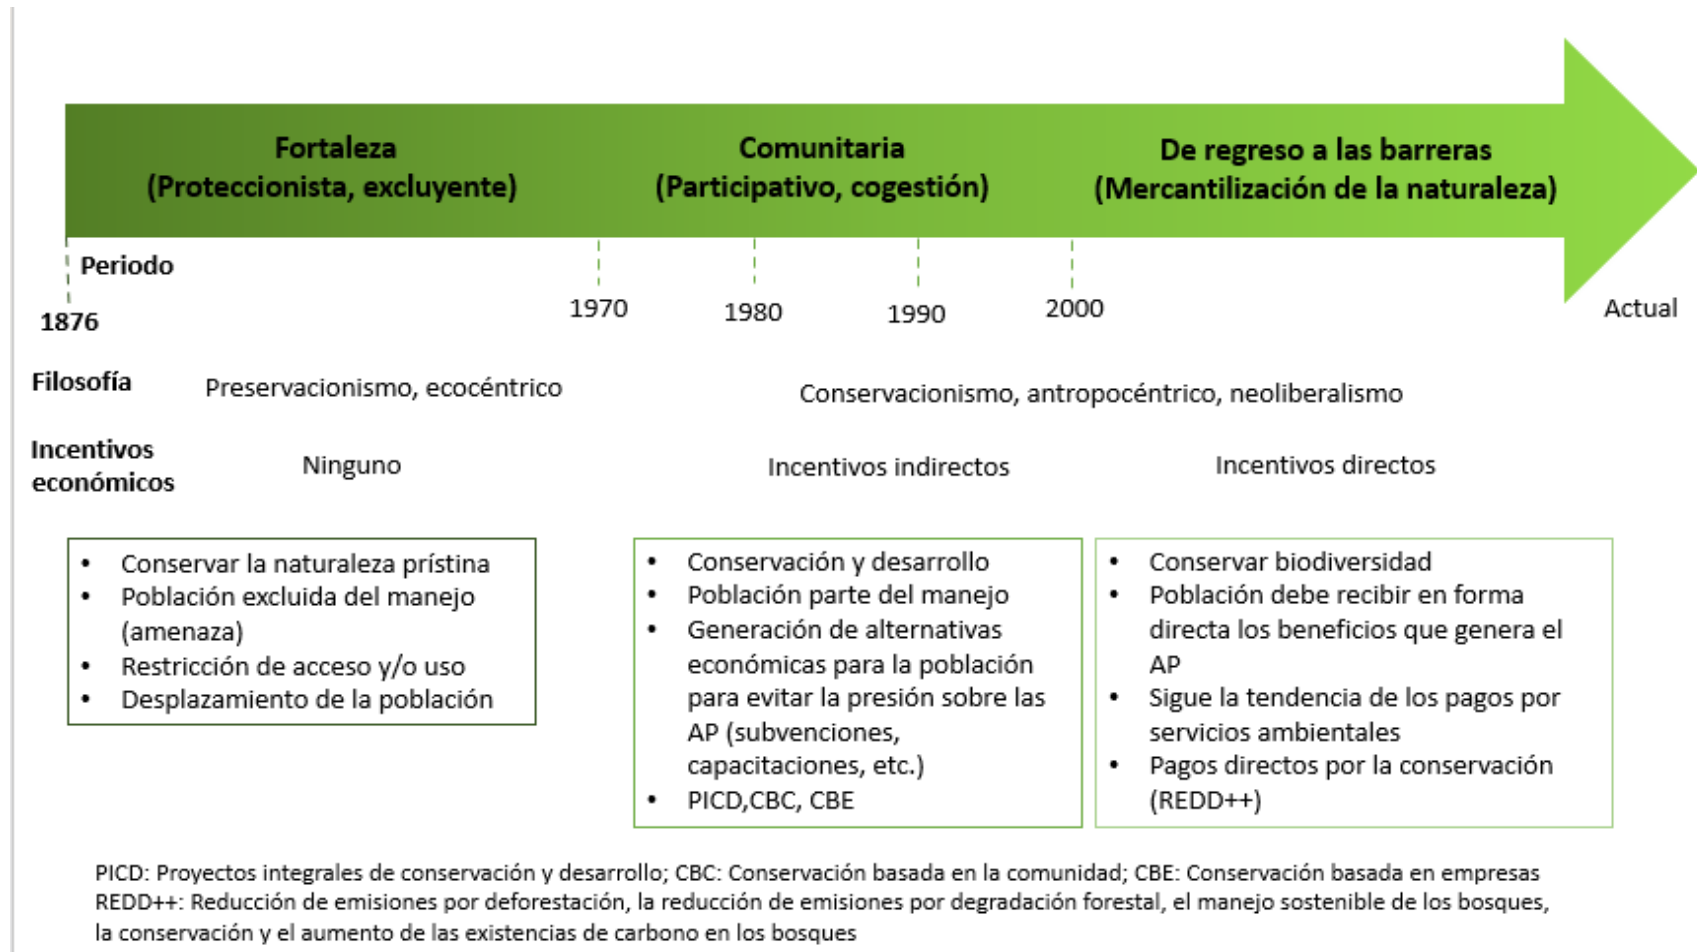 Fortaleza
(Proteccionista, excluyente)
Comunitaria
(Participativo, cogestión)
De regreso a las barreras
(Mercantilización de la naturaleza)
Periodo
1876
1970
1980
1990
2000
Actual
Filosofía
Preservacionismo, ecocéntrico
Conservacionismo, antropocéntrico, neoliberalismo
Incentivos
económicos
Ninguno
Incentivos indirectos
Incentivos directos
• Conservar la naturaleza prístina
• Población excluida del manejo
(amenaza)
• Restricción de acceso y/o uso
• Desplazamiento de la población
• Conservación y desarrollo
• Población parte del manejo
• Generación de alternativas
económicas para la población
para evitar la presión sobre las
AP (subvenciones,
capacitaciones, etc.)
• PICD,CBC, CBE
• Conservar biodiversidad
• Población debe recibir en forma
directa los beneficios que genera el
AP
• Sigue la tendencia de los pagos por
servicios ambientales
• Pagos directos por la conservación
(REDD++)
PICD: Proyectos integrales de conservación y desarrollo; CBC: Conservación basada en la comunidad; CBE: Conservación basada en empresas
REDD++: Reducción de emisiones por deforestación, la reducción de emisiones por degradación forestal, el manejo sostenible de los bosques,
la conservación y el aumento de las existencias de carbono en los bosques